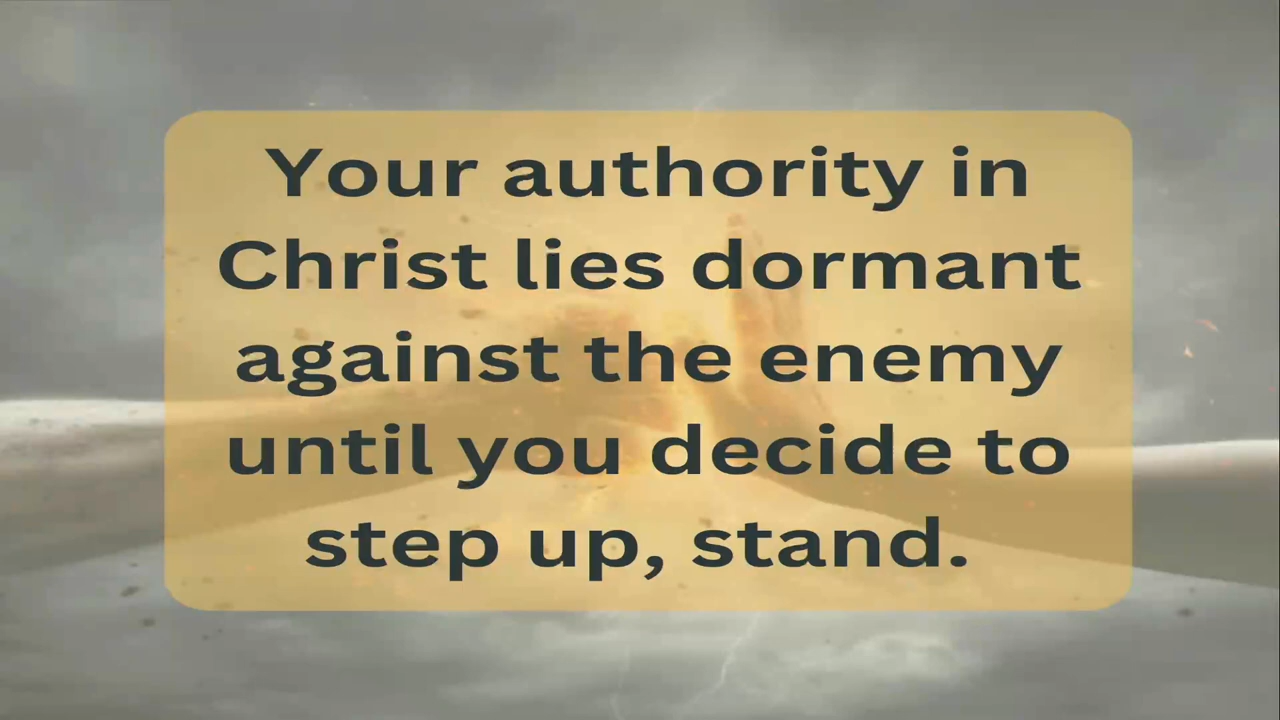 Your authority in
Christ lies dormant
against the enemy
until you decide to
step up, stand.